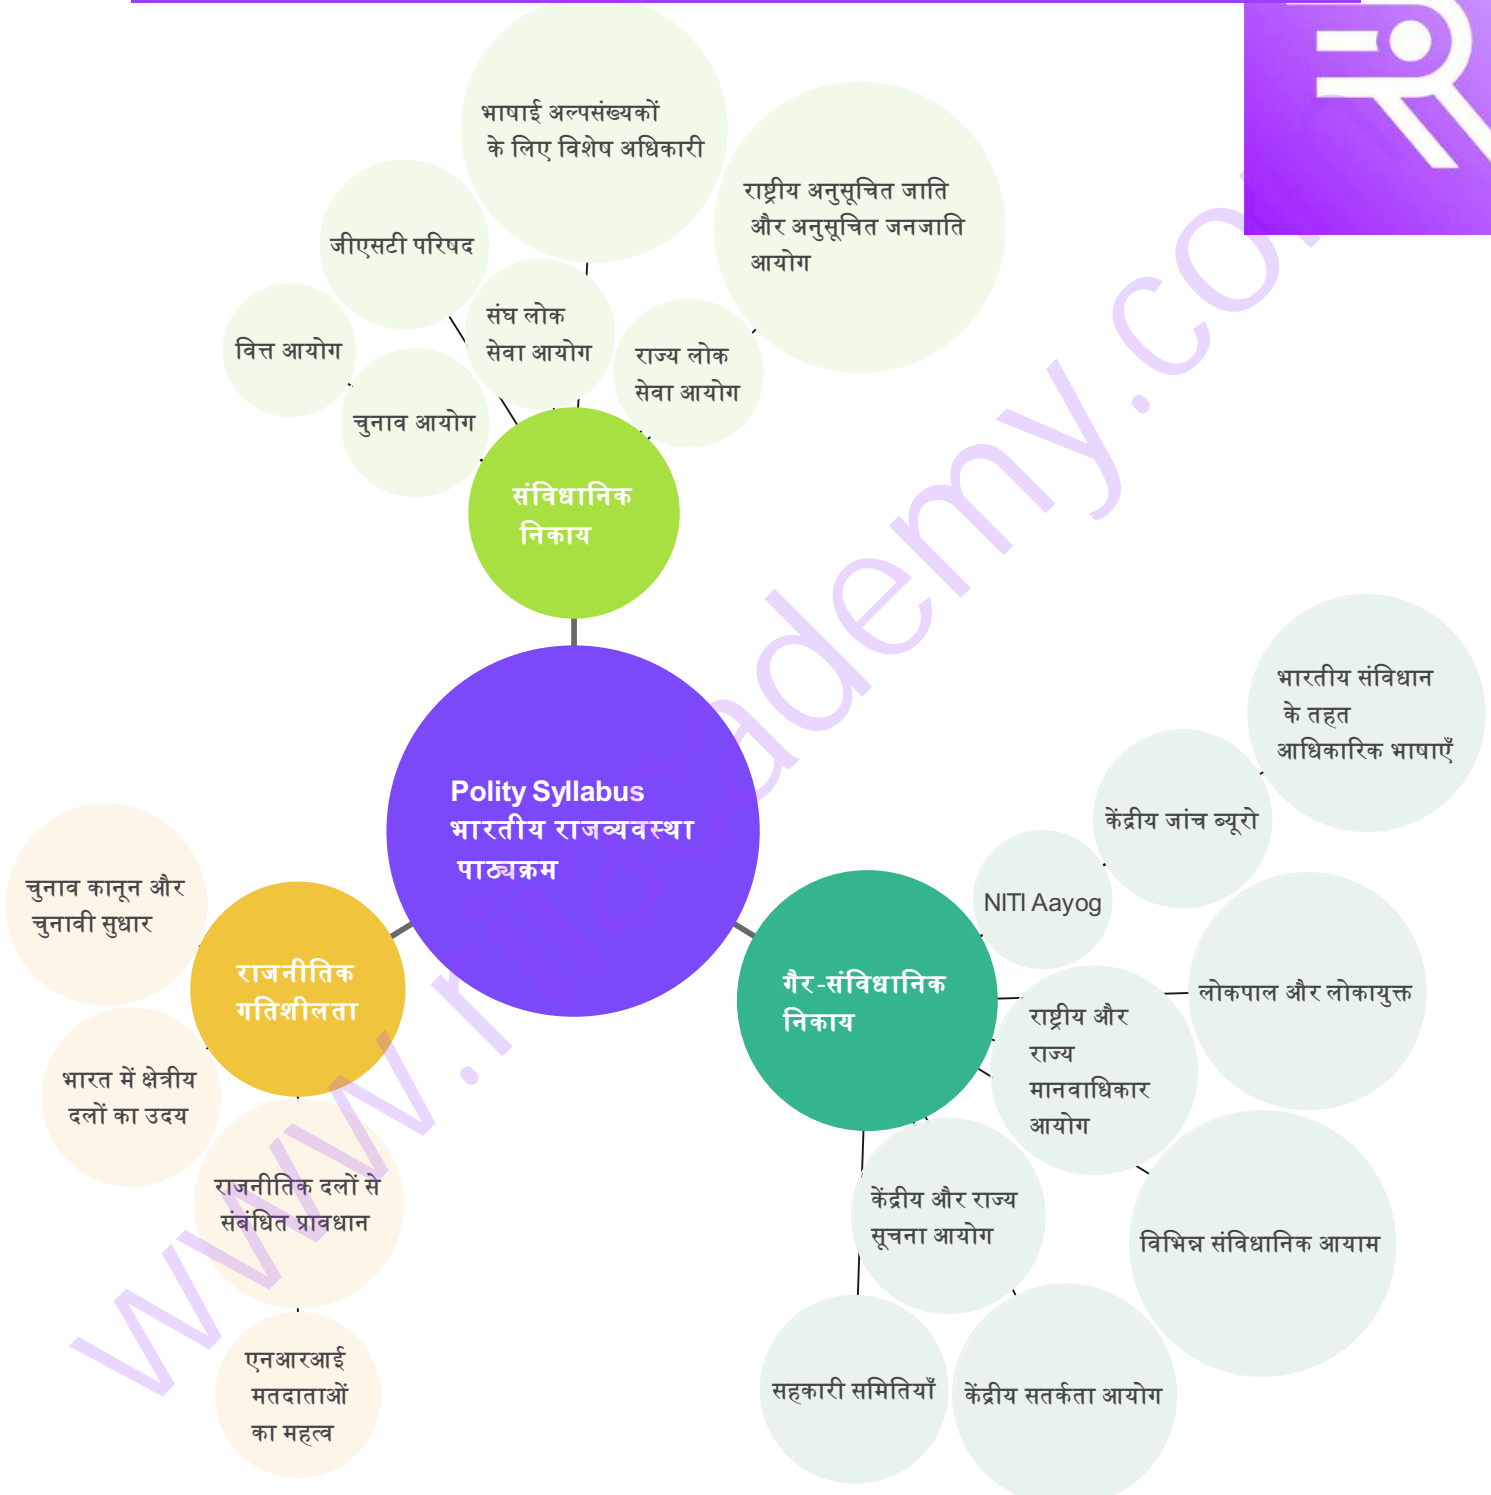 भाषाई अल्पसंख्यकों
के लिए विशेष अधिकारी
राष्ट्रीय अनुसूचित जाति
और अनुसूचित जनजाति
आयोग
जीएसटी परिषद
संघ लोक
सेवा आयोग
राज्य लोक
सेवा आयोग
वित्त आयोग
चुनाव आयोग
संविधानिक
निकाय
Polity Syllabus
भारतीय राजव्यवस्था
पाठ्यक्रम
भारतीय संविधान
के तहत
आधिकारिक भाषाएँ
केंद्रीय जांच ब्यूरो
NITI Aayog
गैर-संविधानिक
निकाय
लोकपाल और लोकायुक्त
राष्ट्रीय और
राज्य
मानवाधिकार
आयोग
केंद्रीय और राज्य
सूचना आयोग
विभिन्न संविधानिक आयाम
सहकारी समितियाँ
केंद्रीय सतर्कता आयोग
चुनाव कानून और
चुनावी सुधार
राजनीतिक
गतिशीलता
भारत में क्षेत्रीय
दलों का उदय
राजनीतिक दलों से
संबंधित प्रावधान
एनआरआई
मतदाताओं
का महत्व